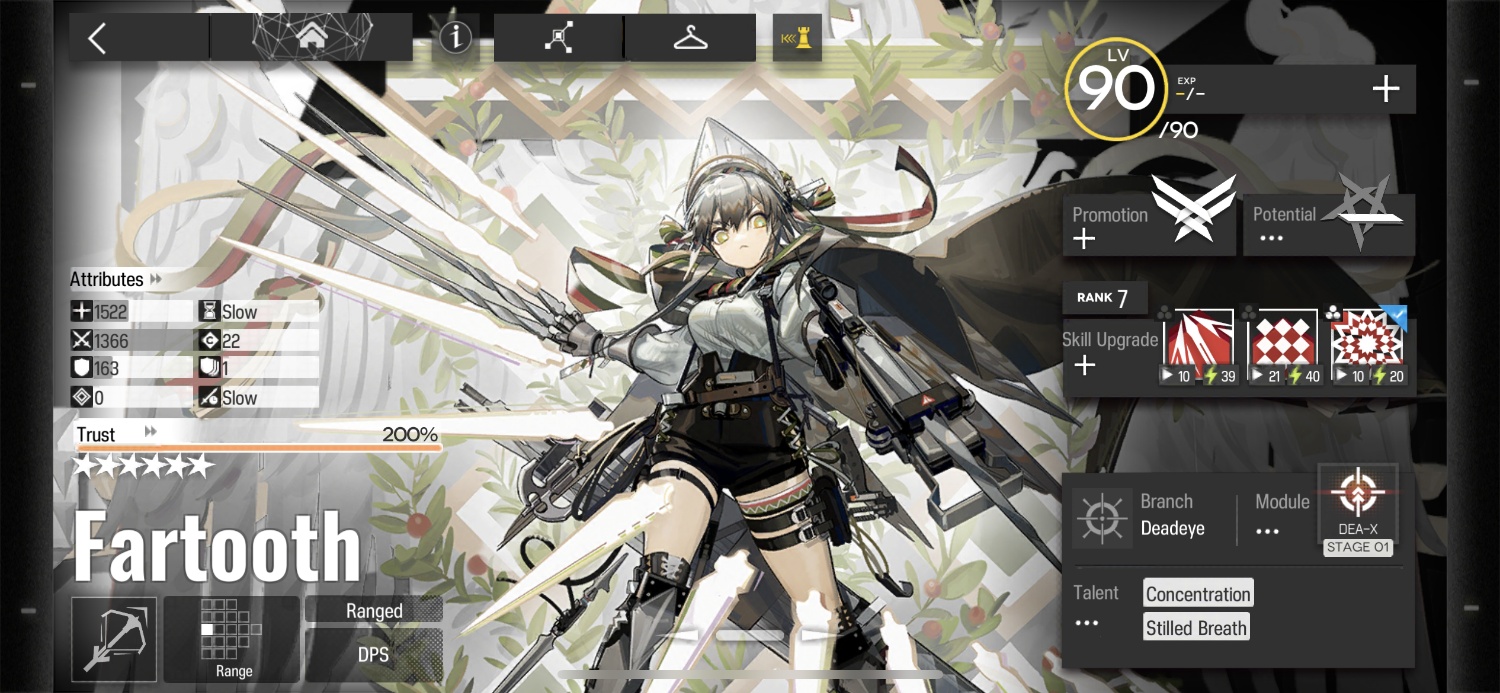 i
LV
90
EXP
-/-
/90
Promotion
Potential
RANK 7
Skill Upgrade
10 39
21 40
10 20
Attributes
1522
Slow
1366
22
163
1
0
Slow
Trust
200%
Fartooth
Range
Ranged
DPS
Branch
Deadeye
Module
DEA-X
STAGE 01
Talent
Concentration
Stilled Breath